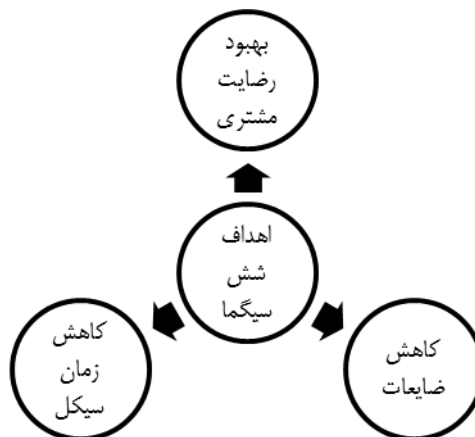 بهبود
رضایت
مشتری
اهداف
شش
سیگما
کاهش
ضایعات
کاهش
زمان
سیکل